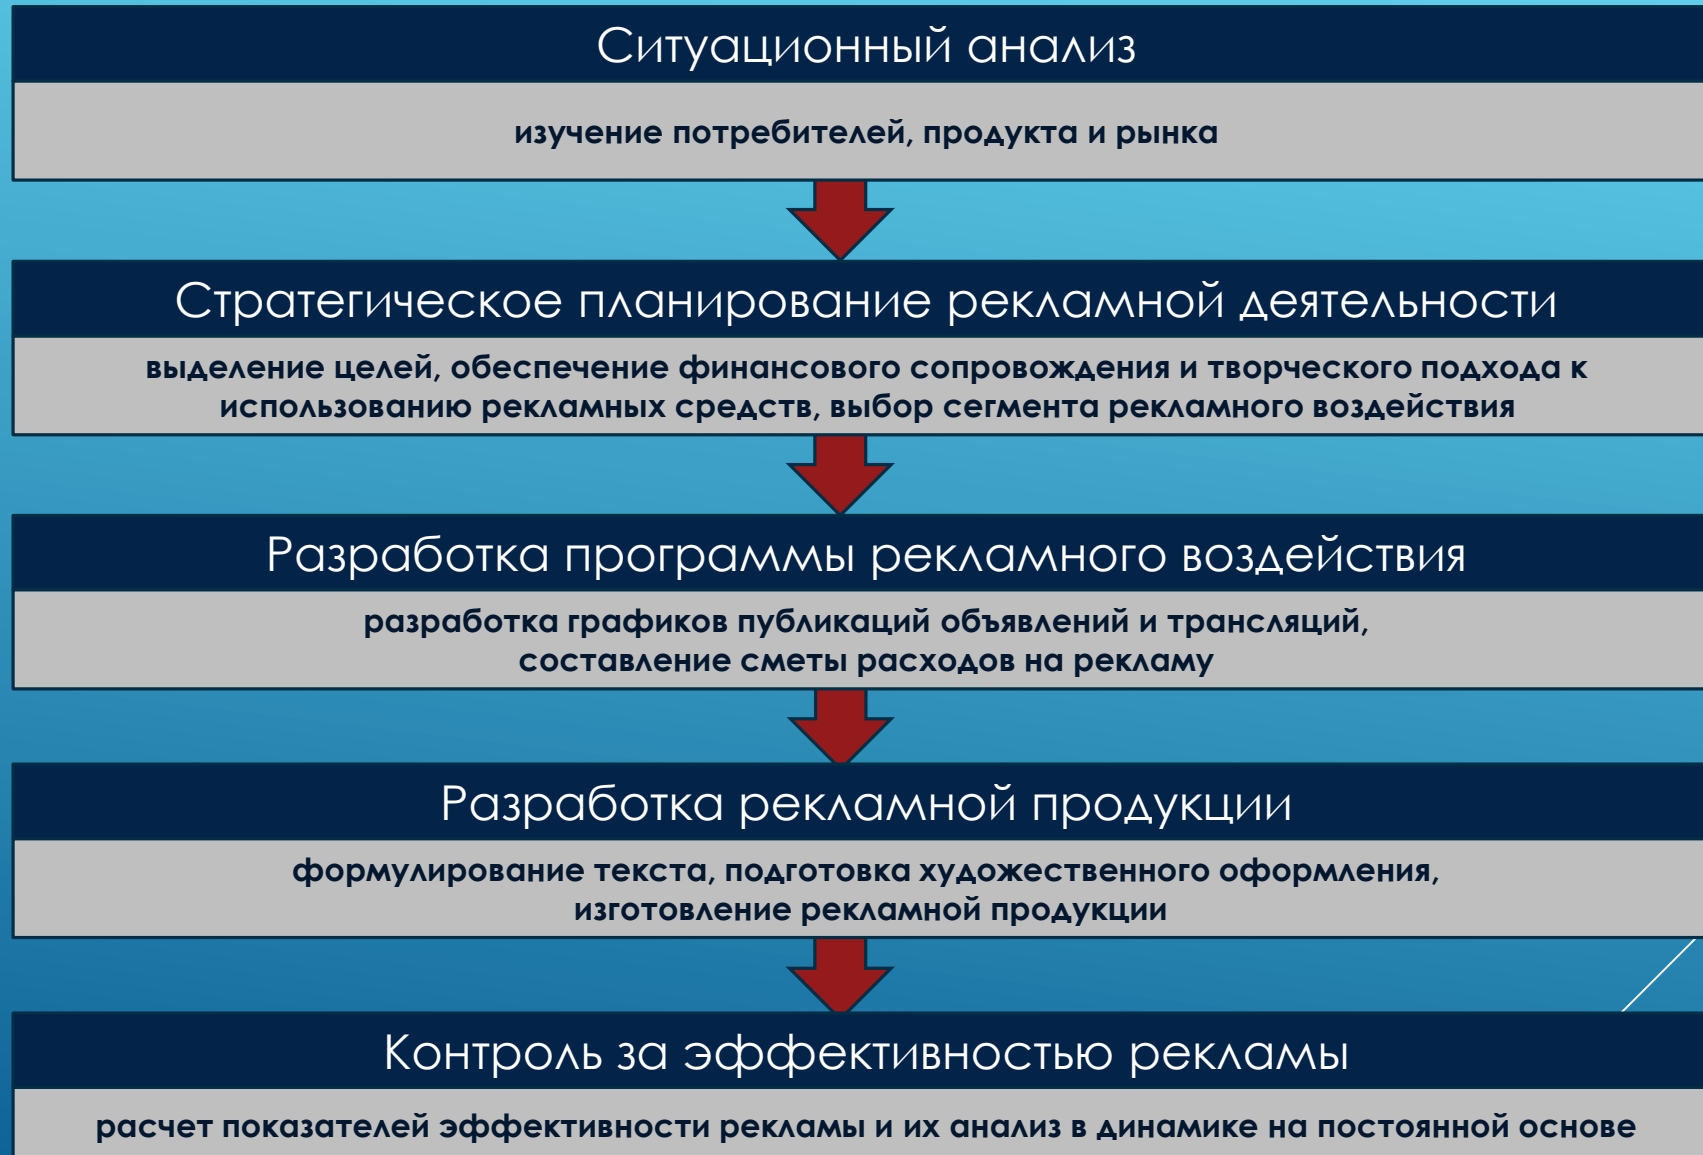 Ситуационный анализ
изучение потребителей, продукта и рынка
Стратегическое планирование рекламной деятельности
выделение целей, обеспечение финансового сопровождения и творческого подхода к
использованию рекламных средств, выбор сегмента рекламного воздействия
Разработка программы рекламного воздействия
разработка графиков публикаций объявлений и трансляций,
составление сметы расходов на рекламу
Разработка рекламной продукции
формулирование текста, подготовка художественного оформления,
изготовление рекламной продукции
Контроль за эффективностью рекламы
расчет показателей эффективности рекламы и их анализ в динамике на постоянной основе